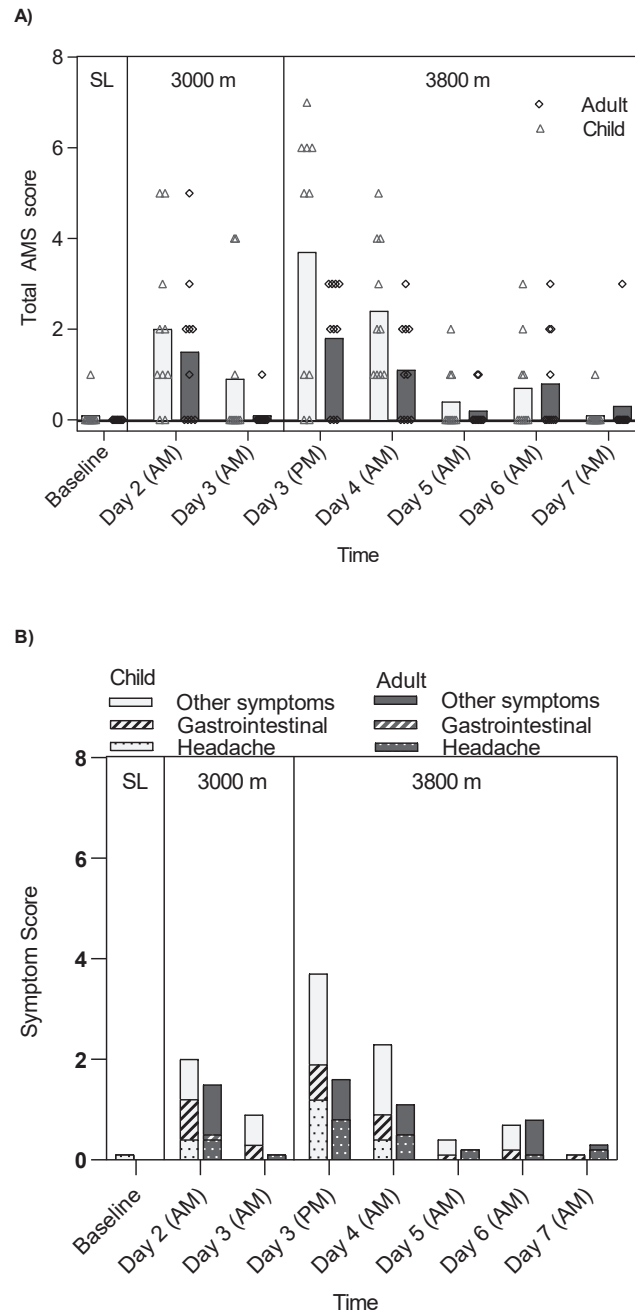 A)
SL 3000 m 3800 m
Adult
Child
8
6
4
2
0
Total AMS score
Baseline
Day 2 (AM)
Day 3 (AM)
Day 3 (PM)
Day 4 (AM)
Day 5 (AM)
Day 6 (AM)
Day 7 (AM)
Time
B)
Child Adult
Other symptoms Other symptoms
Gastrointestinal Gastrointestinal
Headache Headache
SL 3000 m 3800 m
8
6
4
2
0
Symptom Score
Baseline
Day 2 (AM)
Day 3 (AM)
Day 3 (PM)
Day 4 (AM)
Day 5 (AM)
Day 6 (AM)
Day 7 (AM)
Time